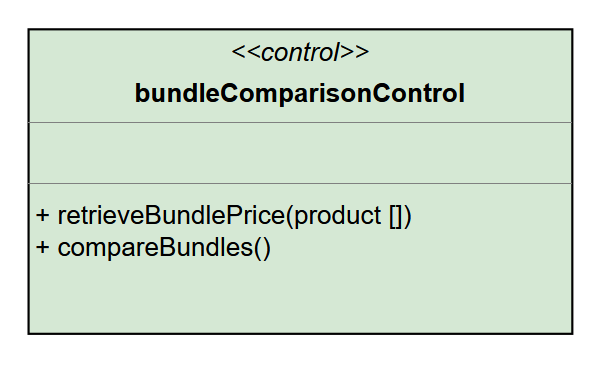 <<control>>
bundleComparisonControl
+ retrieveBundlePrice(product [])
+ compareBundles()